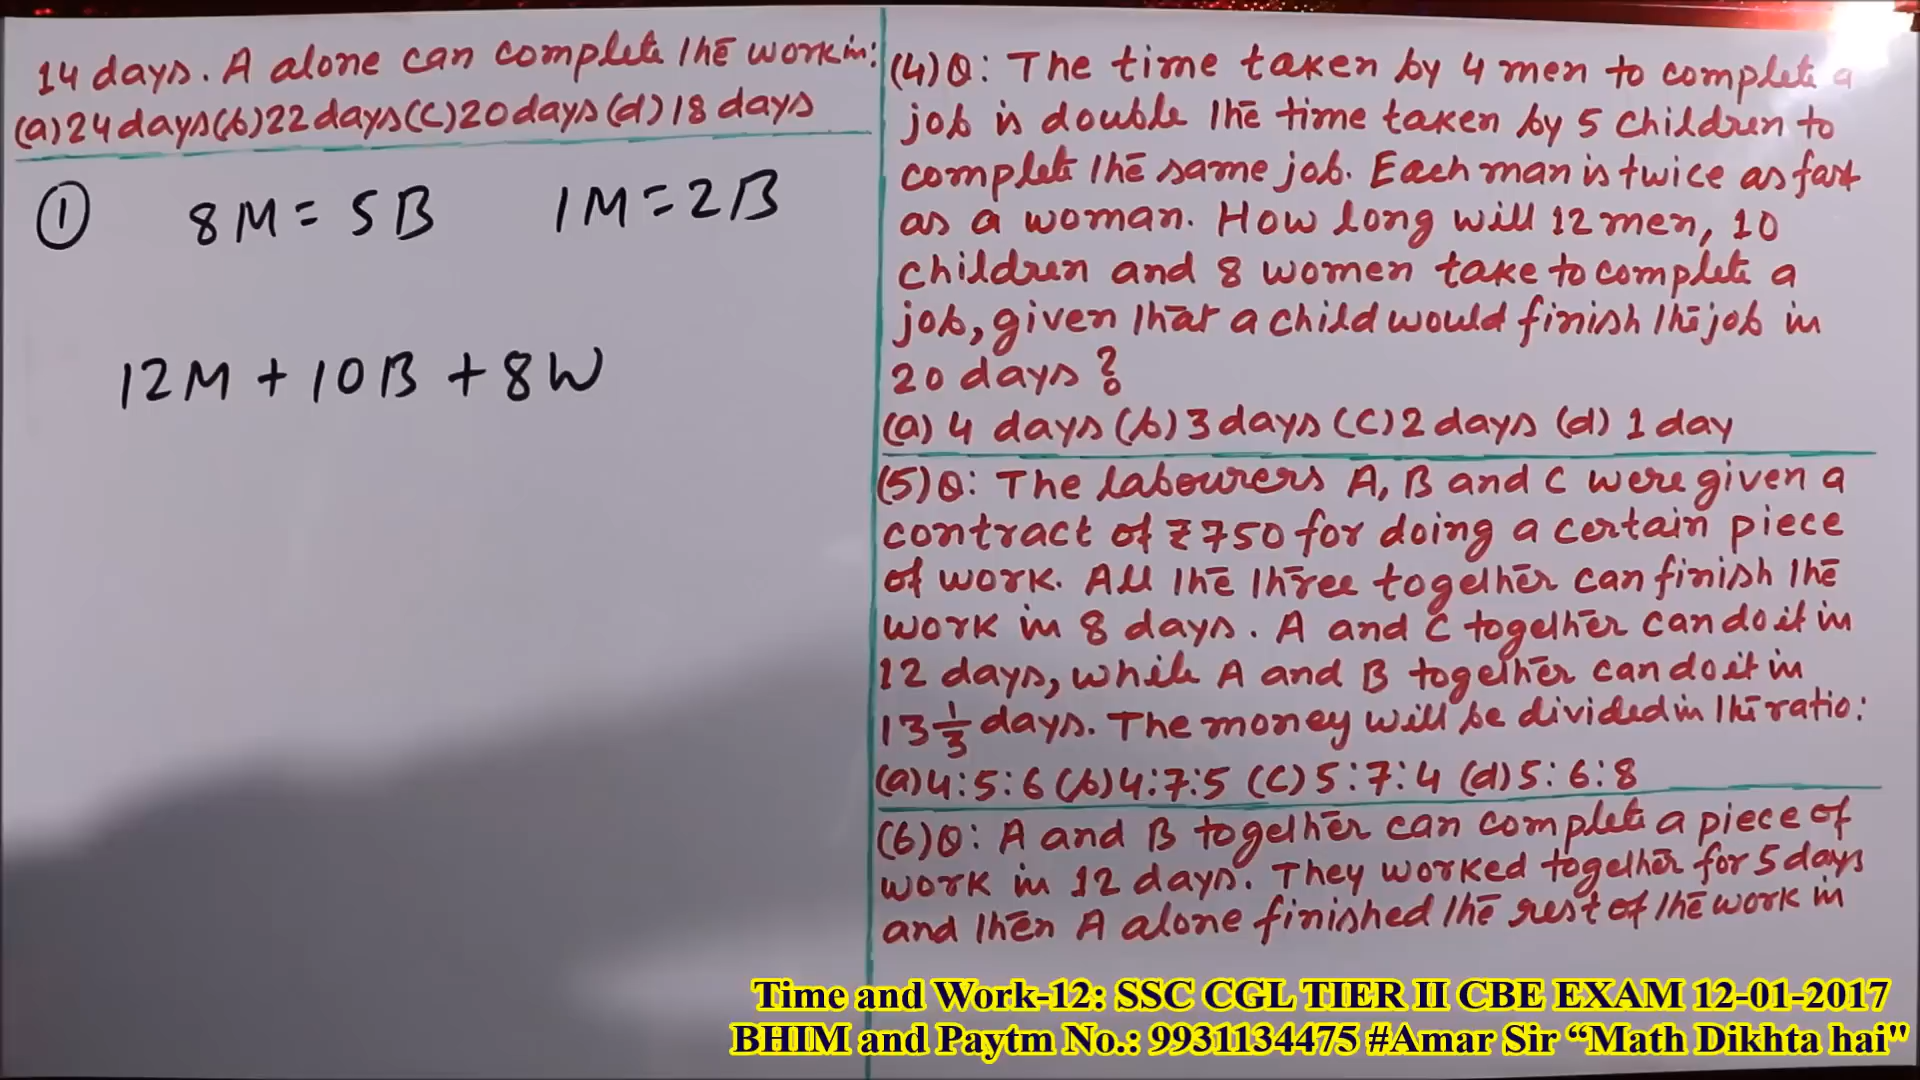 14 days. A alone can complete the work in:
(a) 24 days (b) 22 days (c) 20 days (d) 18 days
① 8M = 5B 1M = 2B
12M + 10B + 8W
(4) Q: The time taken by 4 men to complete a
job is double the time taken by 5 children to
complete the same job. Each man is twice as fast
as a woman. How long will 12 men, 10
children and 8 women take to complete a
job, given that a child would finish the job in
20 days ?
(a) 4 days (b) 3 days (c) 2 days (d) 1 day
(5) Q: The labourers A, B and C were given a
contract of ₹750 for doing a certain piece
of work. All the three together can finish the
work in 8 days. A and C together can do it in
12 days, while A and B together can do it in
13 1/3 days. The money will be divided in the ratio:
(a) 4:5:6 (b) 4:7:5 (c) 5:7:4 (d) 5:6:8
(6) Q: A and B together can complete a piece of
work in 12 days. They worked together for 5 days
and then A alone finished the rest of the work in
Time and Work-12: SSC CGL TIER II CBE EXAM 12-01-2017
BHIM and Paytm No.: 9931134475 #Amar Sir “Math Dikhta hai"